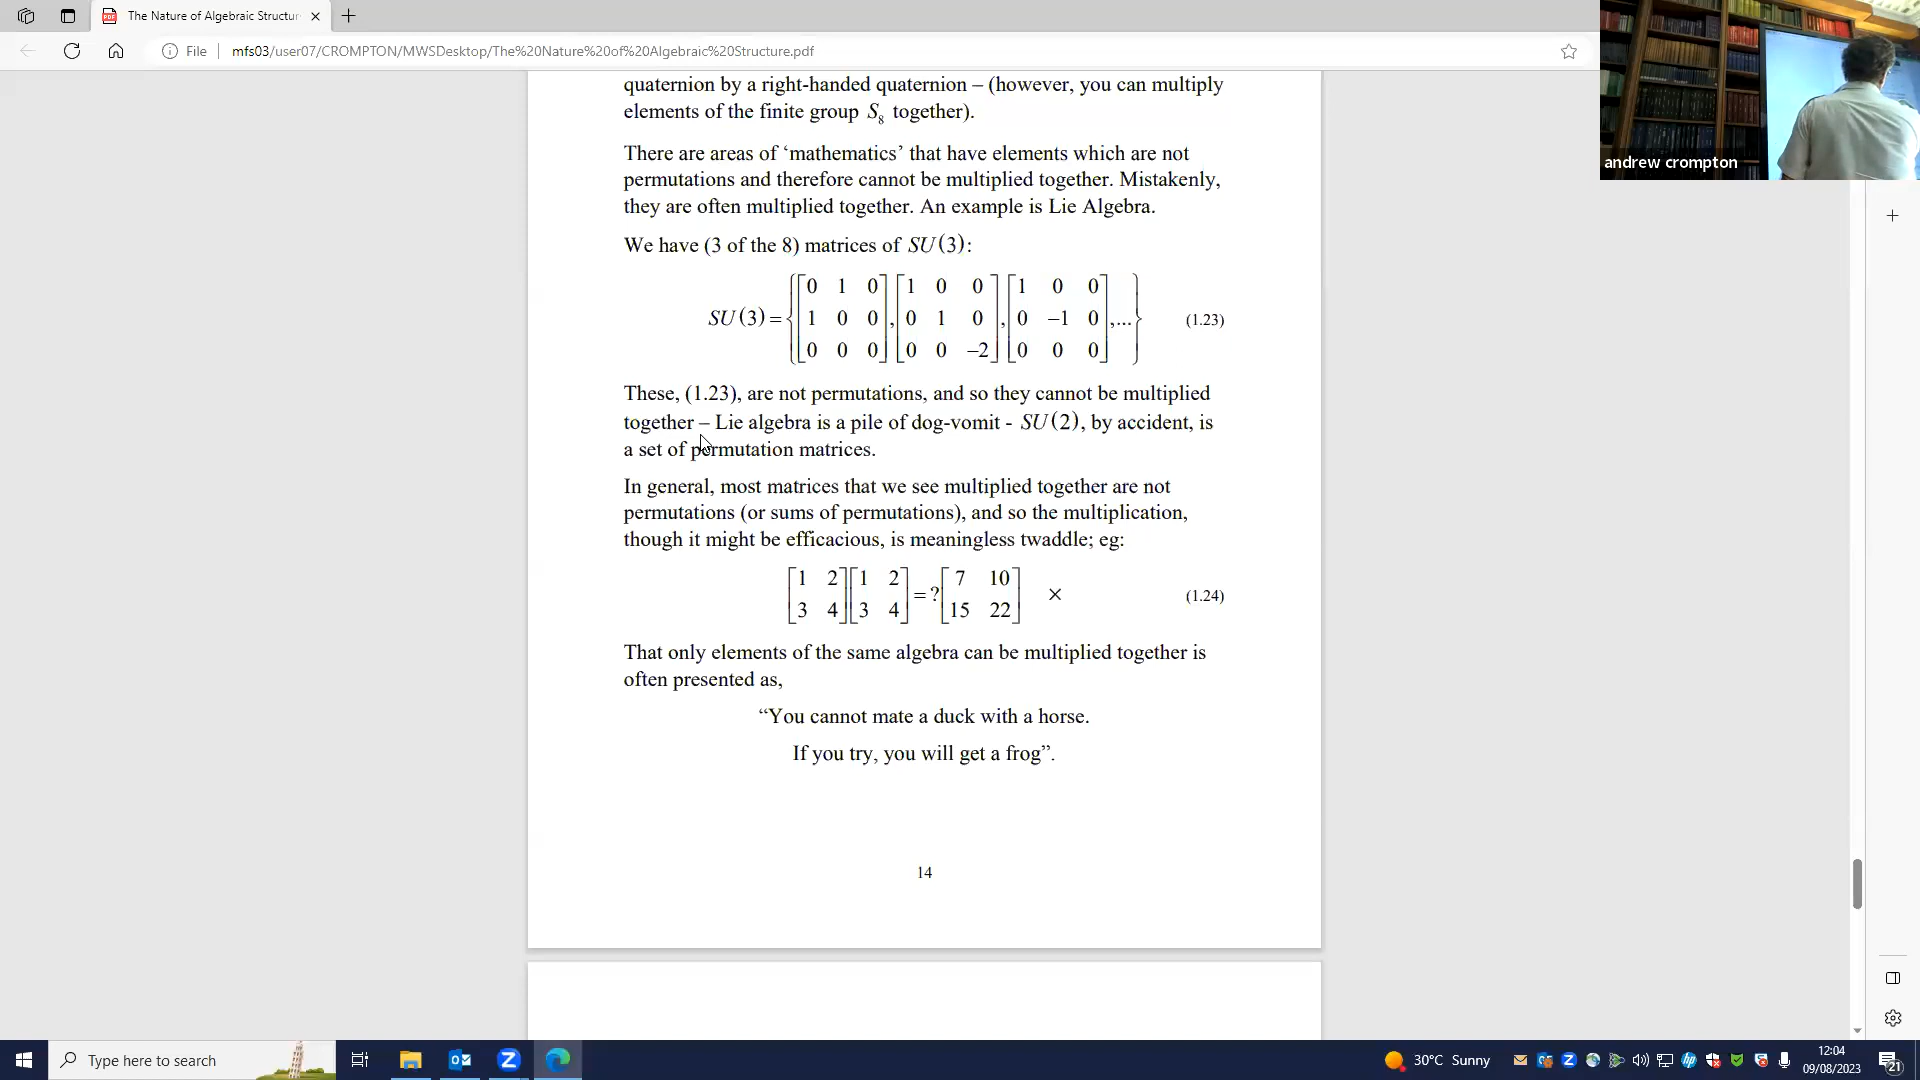 The Nature of Algebraic Structur
File
mfs03/user07/CROMPTON/MWSDesktop/The%20Nature%20of%20Algebraic%20Structure.pdf
andrew crompton
quaternion by a right-handed quaternion – (however, you can multiply
elements of the finite group S₈ together).
There are areas of ‘mathematics’ that have elements which are not
permutations and therefore cannot be multiplied together. Mistakenly,
they are often multiplied together. An example is Lie Algebra.
We have (3 of the 8) matrices of SU(3):
0 1 0 1 0 0 1 0 0
SU(3) = { 1 0 0 , 0 1 0 , 0 −1 0 ,... } (1.23)
0 0 0 0 0 −2 0 0 0
These, (1.23), are not permutations, and so they cannot be multiplied
together – Lie algebra is a pile of dog-vomit - SU(2), by accident, is
a set of permutation matrices.
In general, most matrices that we see multiplied together are not
permutations (or sums of permutations), and so the multiplication,
though it might be efficacious, is meaningless twaddle; eg:
1 2 1 2 7 10
= ? × (1.24)
3 4 3 4 15 22
That only elements of the same algebra can be multiplied together is
often presented as,
“You cannot mate a duck with a horse.
If you try, you will get a frog”.
14
Type here to search
30°C Sunny
12:04
09/08/2023
21